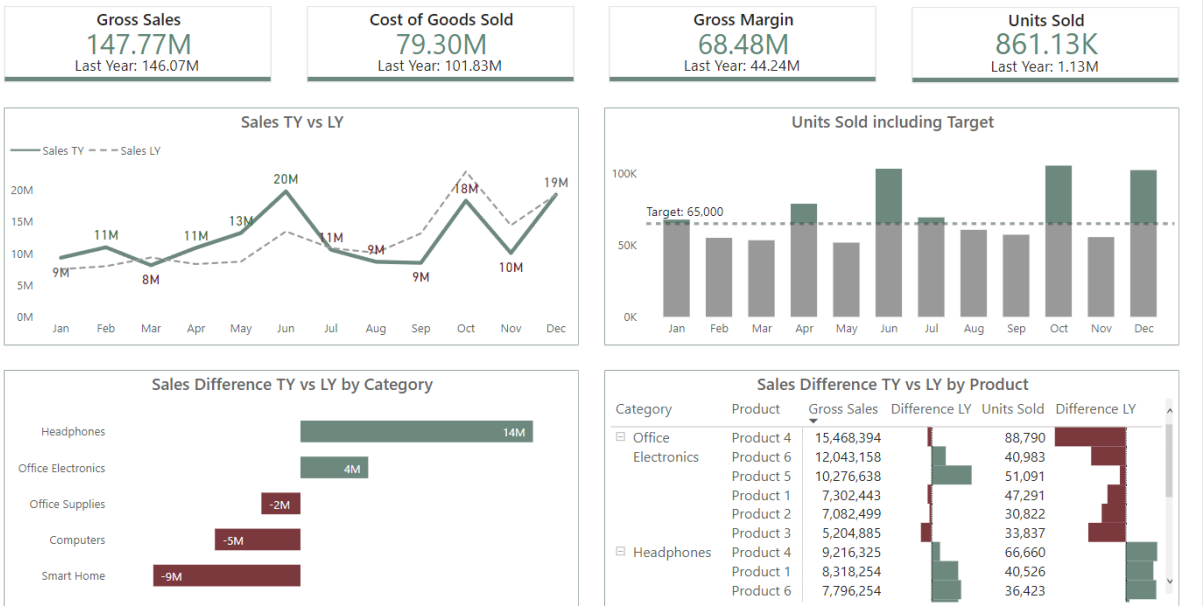 Gross Sales
147.77M
Last Year: 146.07M
Cost of Goods Sold
79.30M
Last Year: 101.83M
Gross Margin
68.48M
Last Year: 44.24M
Units Sold
861.13K
Last Year: 1.13M
Sales TY vs LY
Sales TY Sales LY
20M
15M
10M
5M
0M
9M
11M
8M
11M
13M
20M
11M
9M
9M
18M
10M
19M
Jan Feb Mar Apr May Jun Jul Aug Sep Oct Nov Dec
Units Sold including Target
100K
50K
0K
Target: 65,000
Jan Feb Mar Apr May Jun Jul Aug Sep Oct Nov Dec
Sales Difference TY vs LY by Category
Headphones 14M
Office Electronics 4M
Office Supplies -2M
Computers -5M
Smart Home -9M
Sales Difference TY vs LY by Product
Category Product Gross Sales Difference LY Units Sold Difference LY
Office Product 4 15,468,394 88,790
Electronics Product 6 12,043,158 40,983
Product 5 10,276,638 51,091
Product 1 7,302,443 47,291
Product 2 7,082,499 30,822
Product 3 5,204,885 33,837
Headphones Product 4 9,216,325 66,660
Product 1 8,318,254 40,526
Product 6 7,796,254 36,423